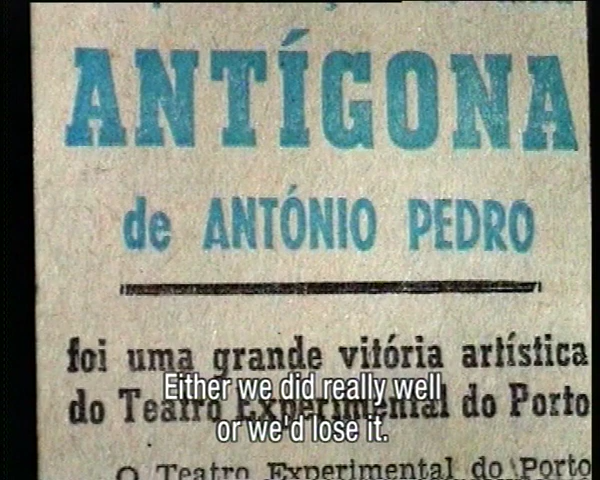 ANTÍGONA
de ANTÓNIO PEDRO
foi uma grande vitória artística
do Teatro Experimental do Porto
Either we did really well
or we'd lose it.
O Teatro Experimental do Porto